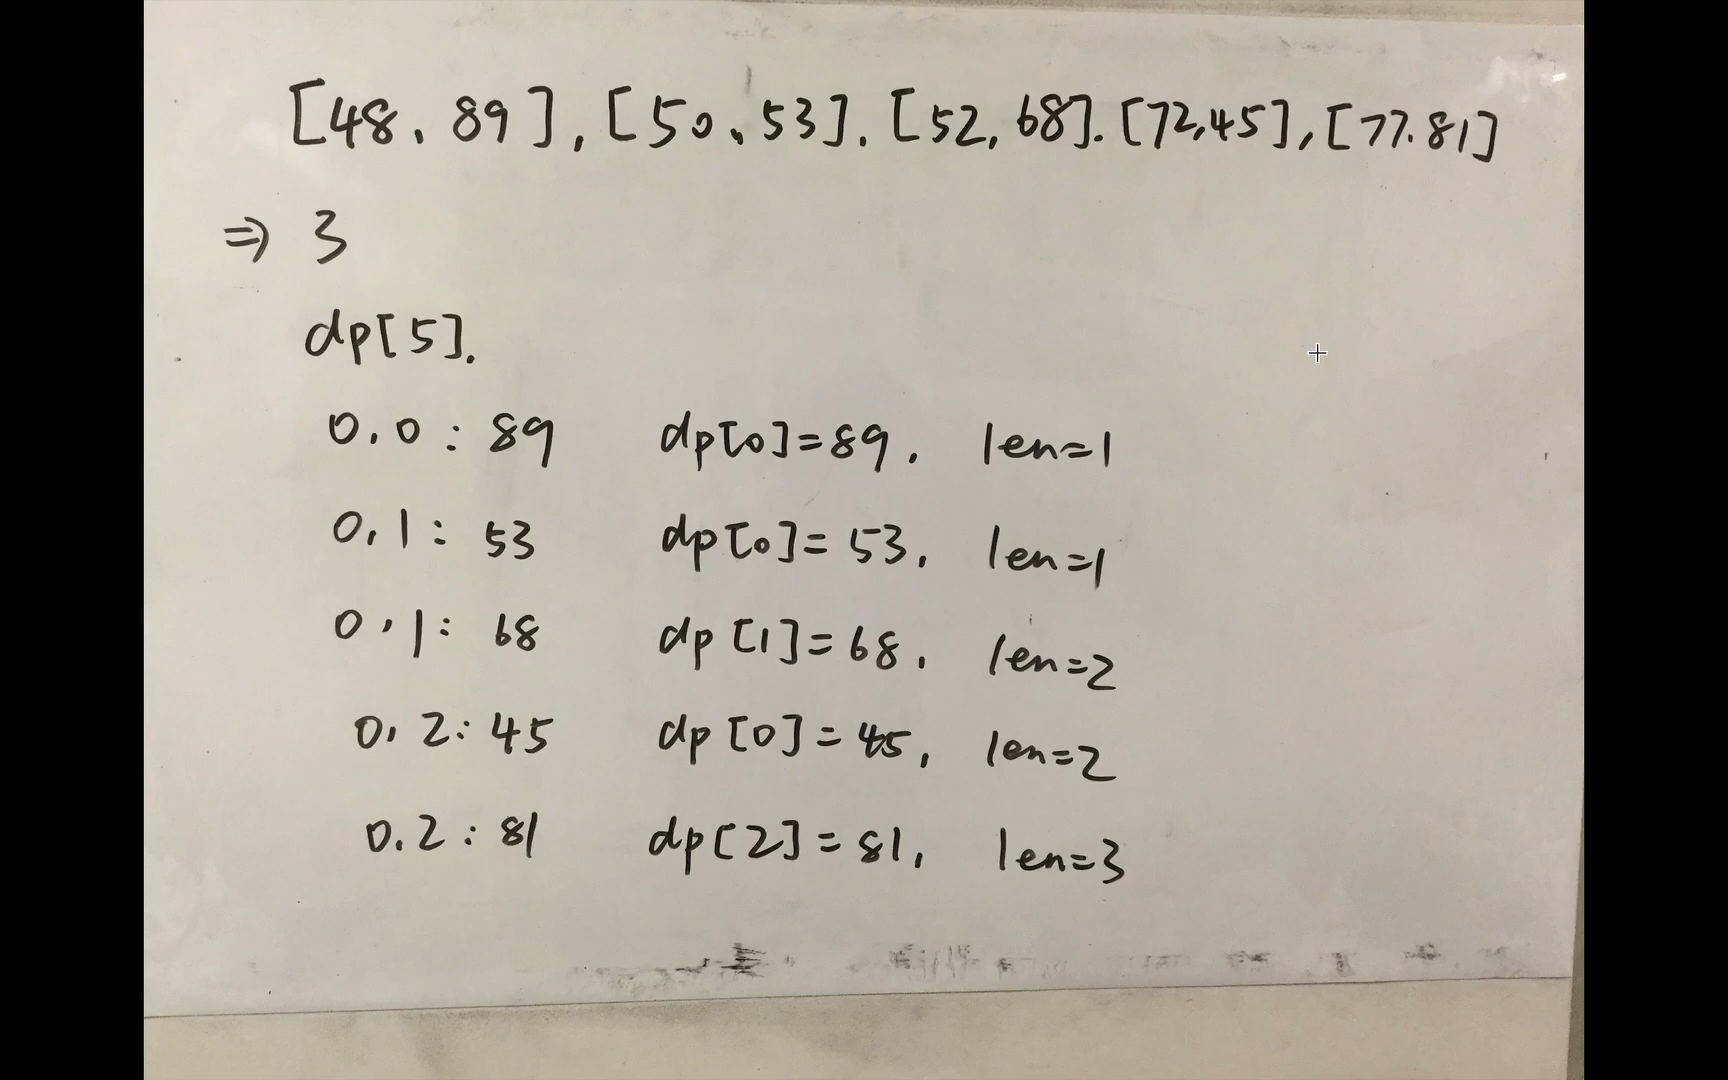 [48, 89], [50, 53]. [52, 68]. [72,45], [77.81]
⇒ 3
dp[5].
0,0: 89 dp[0]=89. len=1
0,1: 53 dp[0]=53, len=1
0,1: 68 dp[1]=68, len=2
0,2:45 dp[0]=45, len=2
0.2:81 dp[2]=81, len=3